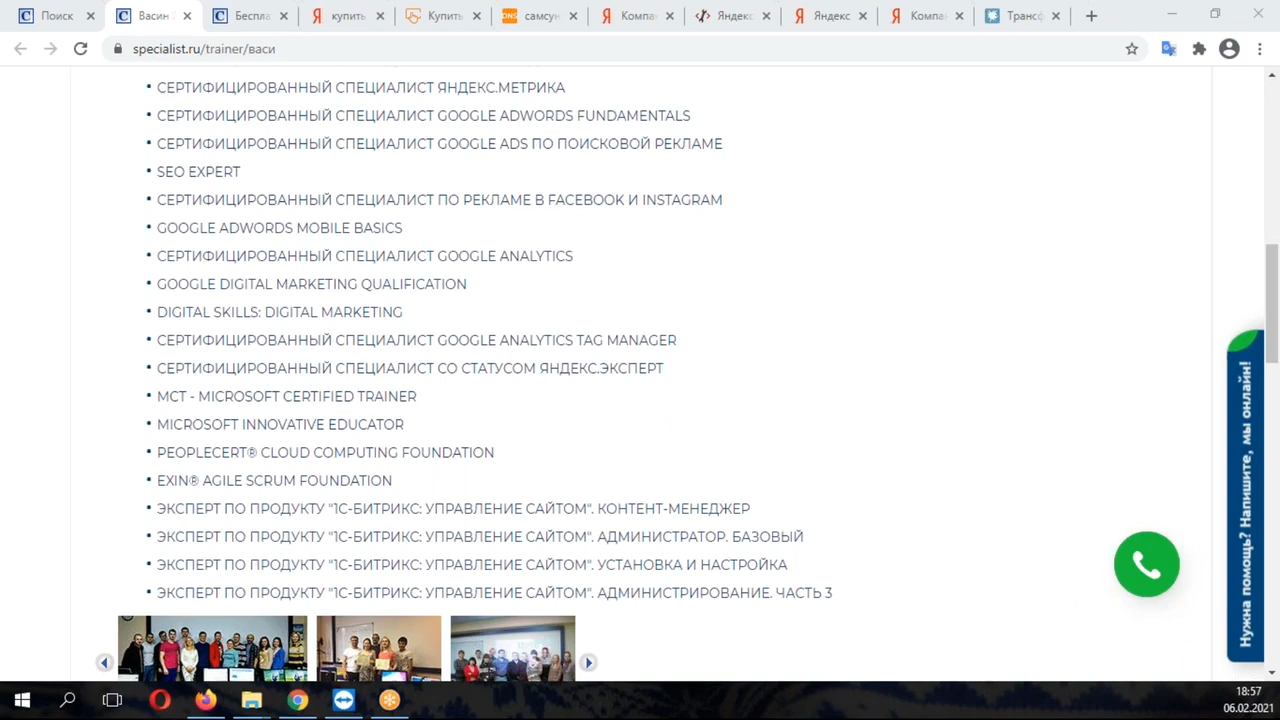 Поиск
Васин
Беспла
купить
Купить
DNS
самсун
Компа
Яндекс
Яндекс
Компа
Трансф
specialist.ru/trainer/васи
• СЕРТИФИЦИРОВАННЫЙ СПЕЦИАЛИСТ ЯНДЕКС.МЕТРИКА
• СЕРТИФИЦИРОВАННЫЙ СПЕЦИАЛИСТ GOOGLE ADWORDS FUNDAMENTALS
• СЕРТИФИЦИРОВАННЫЙ СПЕЦИАЛИСТ GOOGLE ADS ПО ПОИСКОВОЙ РЕКЛАМЕ
• SEO EXPERT
• СЕРТИФИЦИРОВАННЫЙ СПЕЦИАЛИСТ ПО РЕКЛАМЕ В FACEBOOK И INSTAGRAM
• GOOGLE ADWORDS MOBILE BASICS
• СЕРТИФИЦИРОВАННЫЙ СПЕЦИАЛИСТ GOOGLE ANALYTICS
• GOOGLE DIGITAL MARKETING QUALIFICATION
• DIGITAL SKILLS: DIGITAL MARKETING
• СЕРТИФИЦИРОВАННЫЙ СПЕЦИАЛИСТ GOOGLE ANALYTICS TAG MANAGER
• СЕРТИФИЦИРОВАННЫЙ СПЕЦИАЛИСТ СО СТАТУСОМ ЯНДЕКС.ЭКСПЕРТ
• MCT - MICROSOFT CERTIFIED TRAINER
• MICROSOFT INNOVATIVE EDUCATOR
• PEOPLECERT® CLOUD COMPUTING FOUNDATION
• EXIN® AGILE SCRUM FOUNDATION
• ЭКСПЕРТ ПО ПРОДУКТУ "1С-БИТРИКС: УПРАВЛЕНИЕ САЙТОМ". КОНТЕНТ-МЕНЕДЖЕР
• ЭКСПЕРТ ПО ПРОДУКТУ "1С-БИТРИКС: УПРАВЛЕНИЕ САЙТОМ". АДМИНИСТРАТОР. БАЗОВЫЙ
• ЭКСПЕРТ ПО ПРОДУКТУ "1С-БИТРИКС: УПРАВЛЕНИЕ САЙТОМ". УСТАНОВКА И НАСТРОЙКА
• ЭКСПЕРТ ПО ПРОДУКТУ "1С-БИТРИКС: УПРАВЛЕНИЕ САЙТОМ". АДМИНИСТРИРОВАНИЕ. ЧАСТЬ 3
Нужна помощь? Напишите, мы онлайн!
18:57
06.02.2021